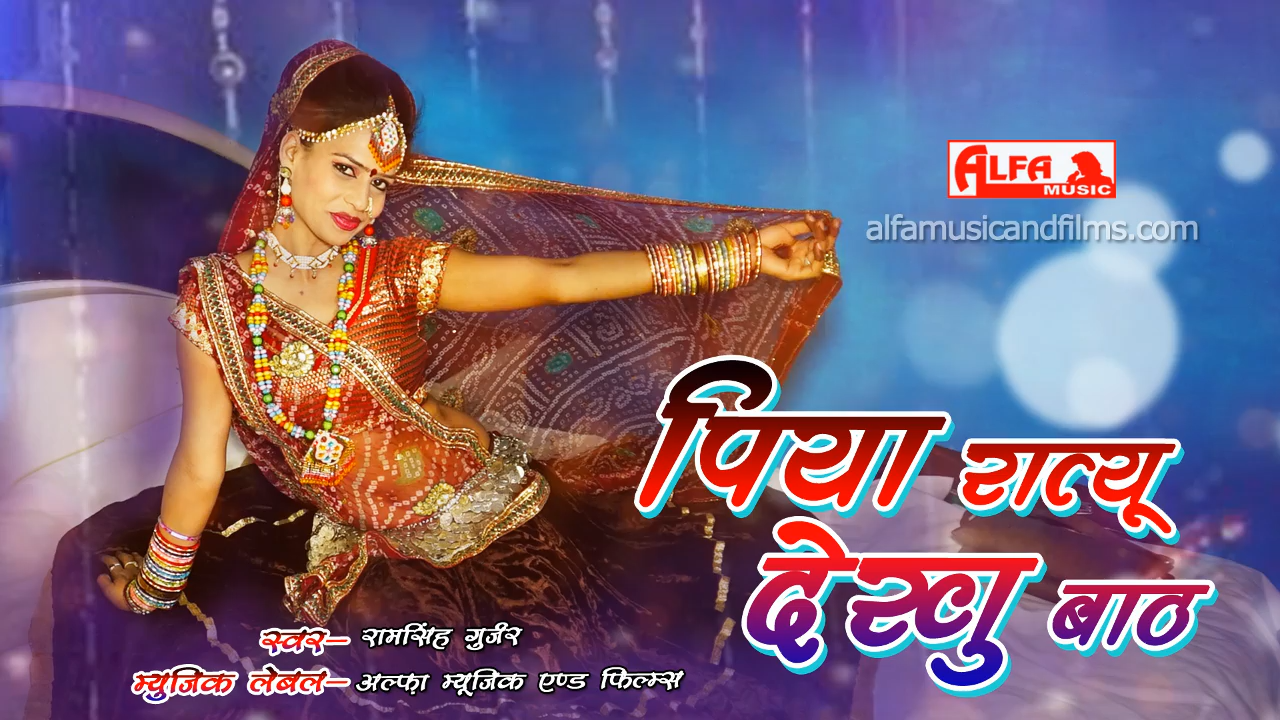 ALFA
MUSIC
alfamusicandfilms.com
पिया रात्यू
देखु बाठ
स्वर- रामसिंह गुर्जर
म्युजिक लेबल- अल्फा म्यूजिक एण्ड फिल्म्स